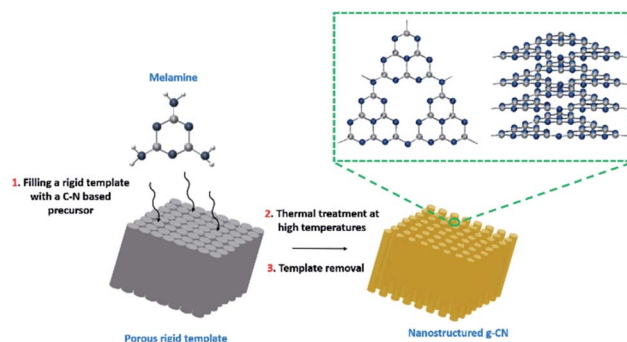 Melamine
1. Filling a rigid template
with a C-N based
precursor
2. Thermal treatment at
high temperatures
3. Template removal
Porous rigid template
Nanostructured g-CN